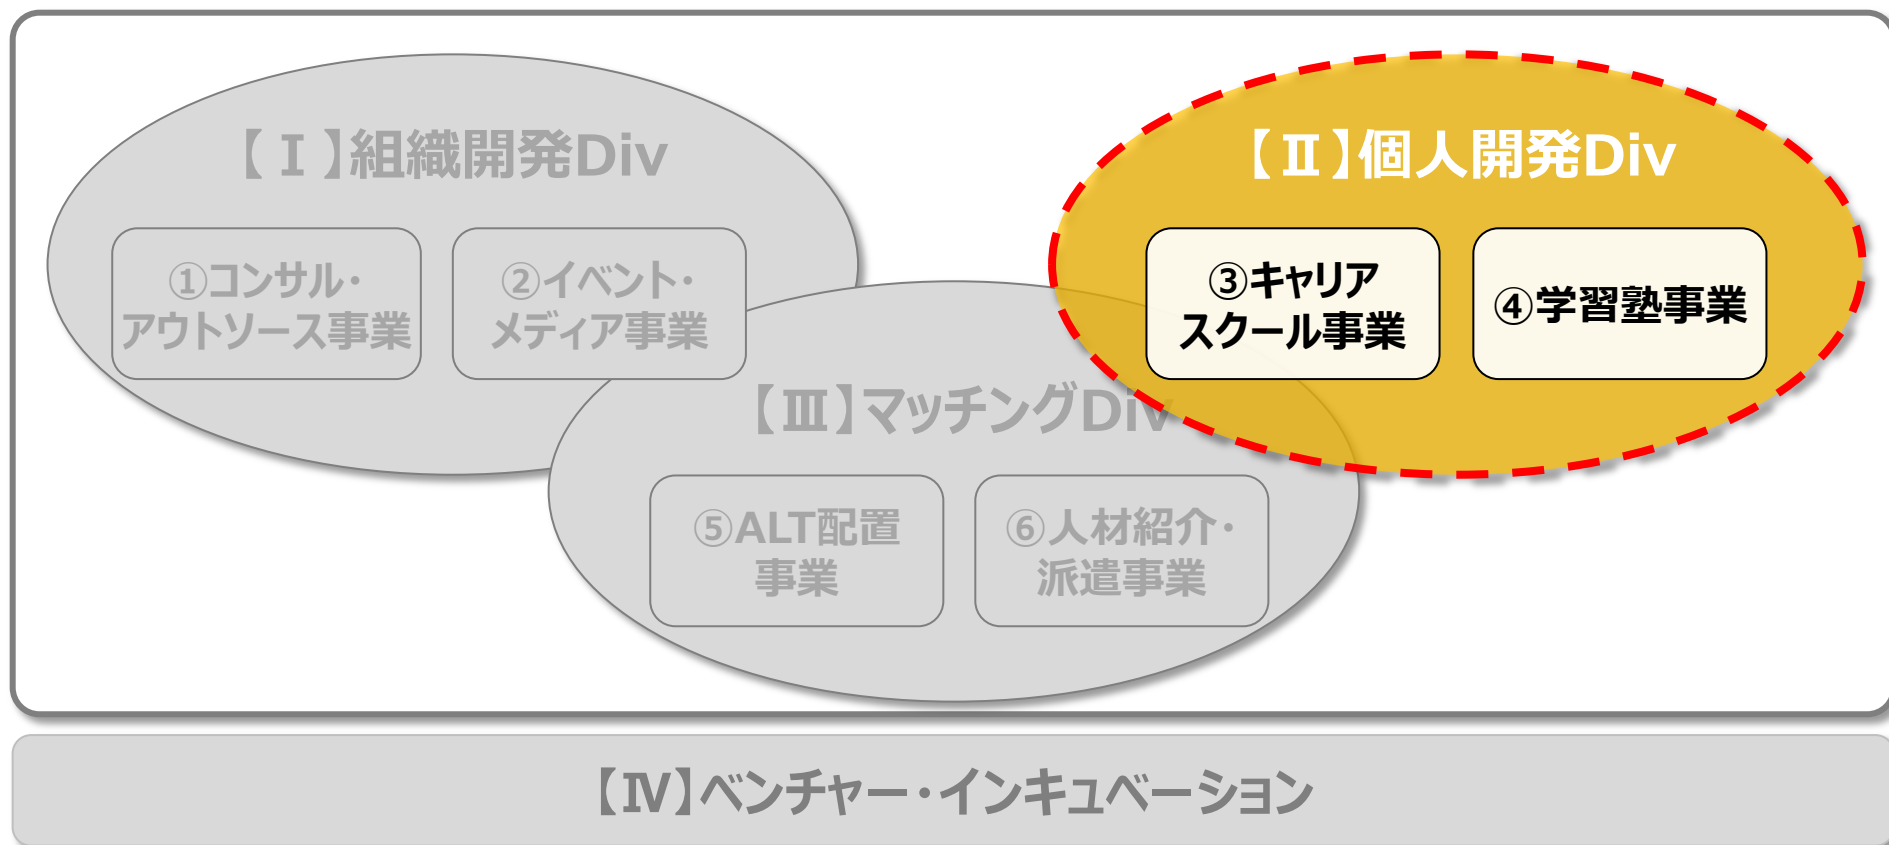 【Ⅰ】組織開発Div
①コンサル・
アウトソース事業
②イベント・
メディア事業
【Ⅱ】個人開発Div
③キャリア
スクール事業
④学習塾事業
【Ⅲ】マッチングDiv
⑤ALT配置
事業
⑥人材紹介・
派遣事業
【Ⅳ】ベンチャー・インキュベーション